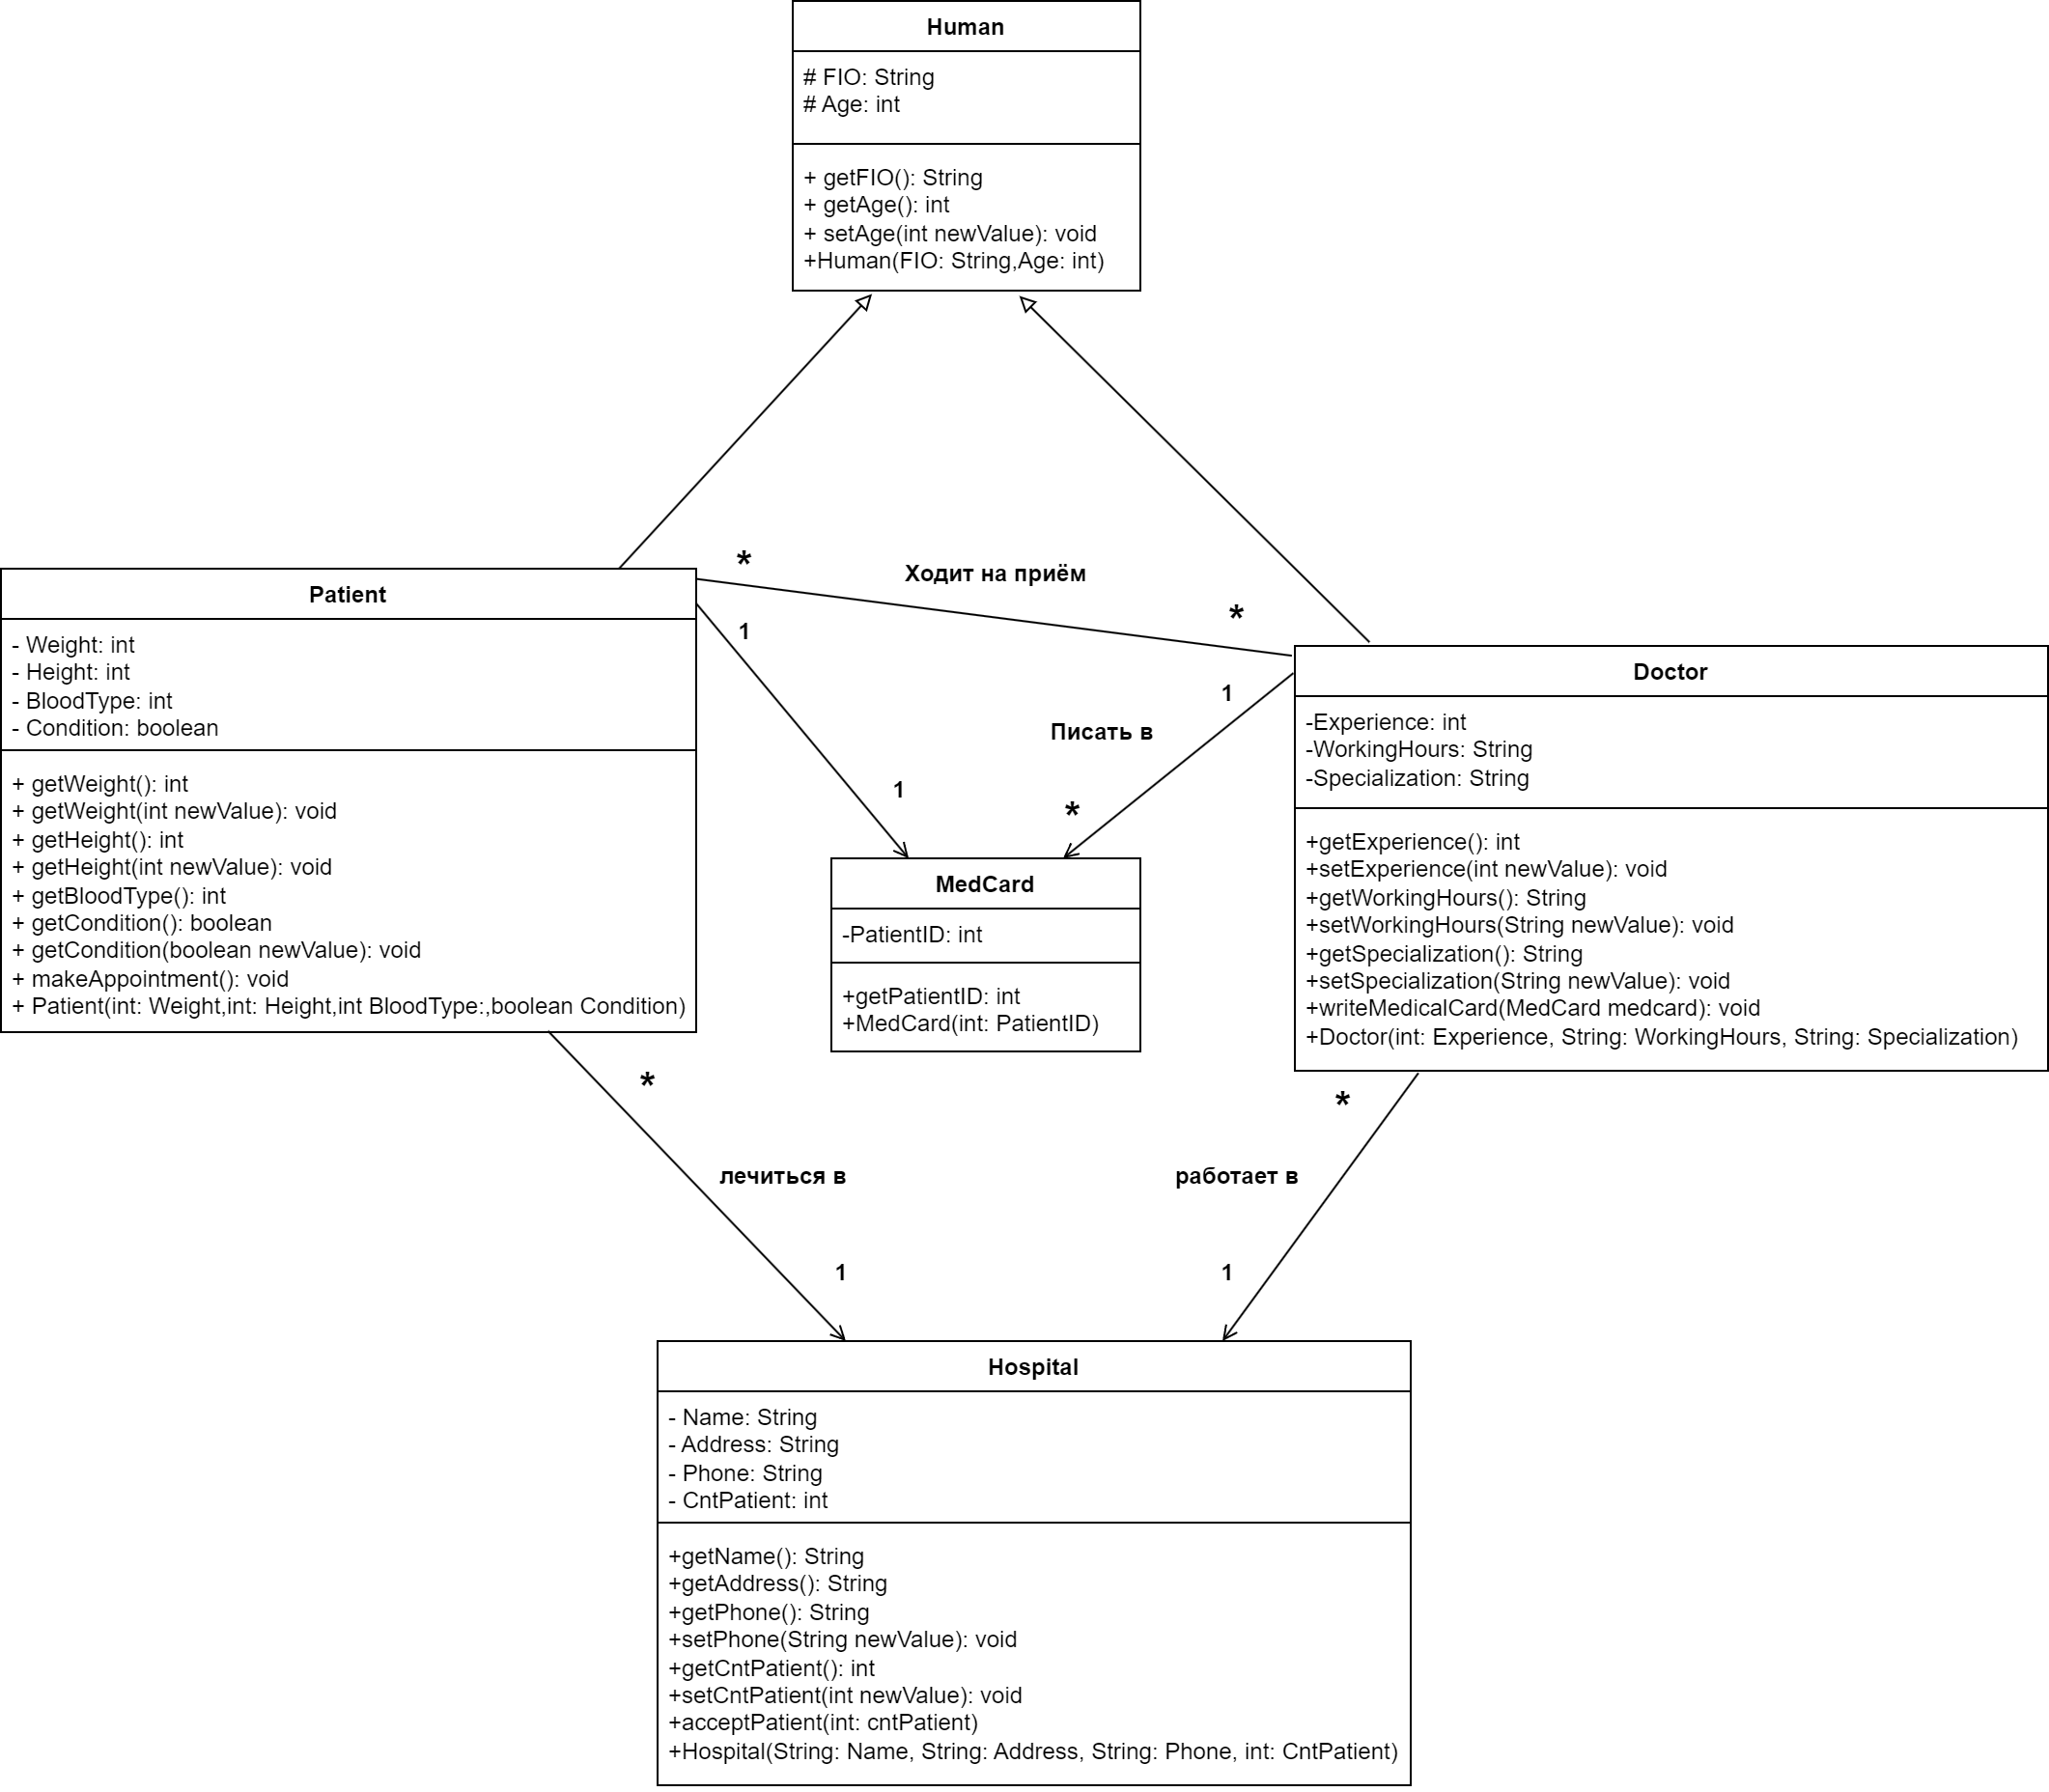 Human
# FIO: String
# Age: int
+ getFIO(): String
+ getAge(): int
+ setAge(int newValue): void
+Human(FIO: String,Age: int)
*
Ходит на приём
*
Patient
- Weight: int
- Height: int
- BloodType: int
- Condition: boolean
+ getWeight(): int
+ getWeight(int newValue): void
+ getHeight(): int
+ getHeight(int newValue): void
+ getBloodType(): int
+ getCondition(): boolean
+ getCondition(boolean newValue): void
+ makeAppointment(): void
+ Patient(int: Weight,int: Height,int BloodType:,boolean Condition)
1
1
1
Писать в
*
Doctor
-Experience: int
-WorkingHours: String
-Specialization: String
+getExperience(): int
+setExperience(int newValue): void
+getWorkingHours(): String
+setWorkingHours(String newValue): void
+getSpecialization(): String
+setSpecialization(String newValue): void
+writeMedicalCard(MedCard medcard): void
+Doctor(int: Experience, String: WorkingHours, String: Specialization)
MedCard
-PatientID: int
+getPatientID: int
+MedCard(int: PatientID)
*
лечиться в
1
*
работает в
1
Hospital
- Name: String
- Address: String
- Phone: String
- CntPatient: int
+getName(): String
+getAddress(): String
+getPhone(): String
+setPhone(String newValue): void
+getCntPatient(): int
+setCntPatient(int newValue): void
+acceptPatient(int: cntPatient)
+Hospital(String: Name, String: Address, String: Phone, int: CntPatient)